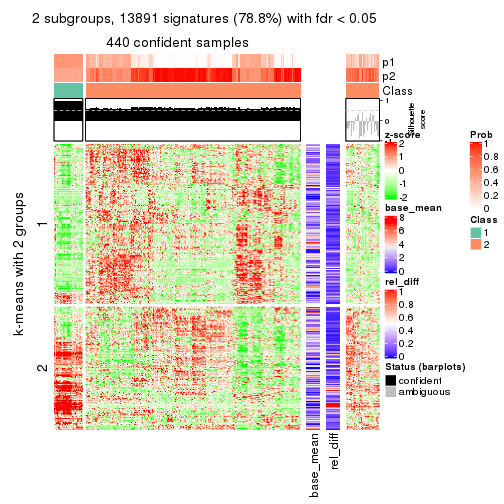 2 subgroups, 13891 signatures (78.8%) with fdr < 0.05
440 confident samples
p1
p2
Class
1
0
Silhouette
score
k-means with 2 groups
1
2
base_mean
rel_diff
z-score
2
1
0
-1
-2
base_mean
8
6
4
2
0
rel_diff
1
0.8
0.6
0.4
0.2
0
Status (barplots)
confident
ambiguous
Prob
1
0.8
0.6
0.4
0.2
0
Class
1
2